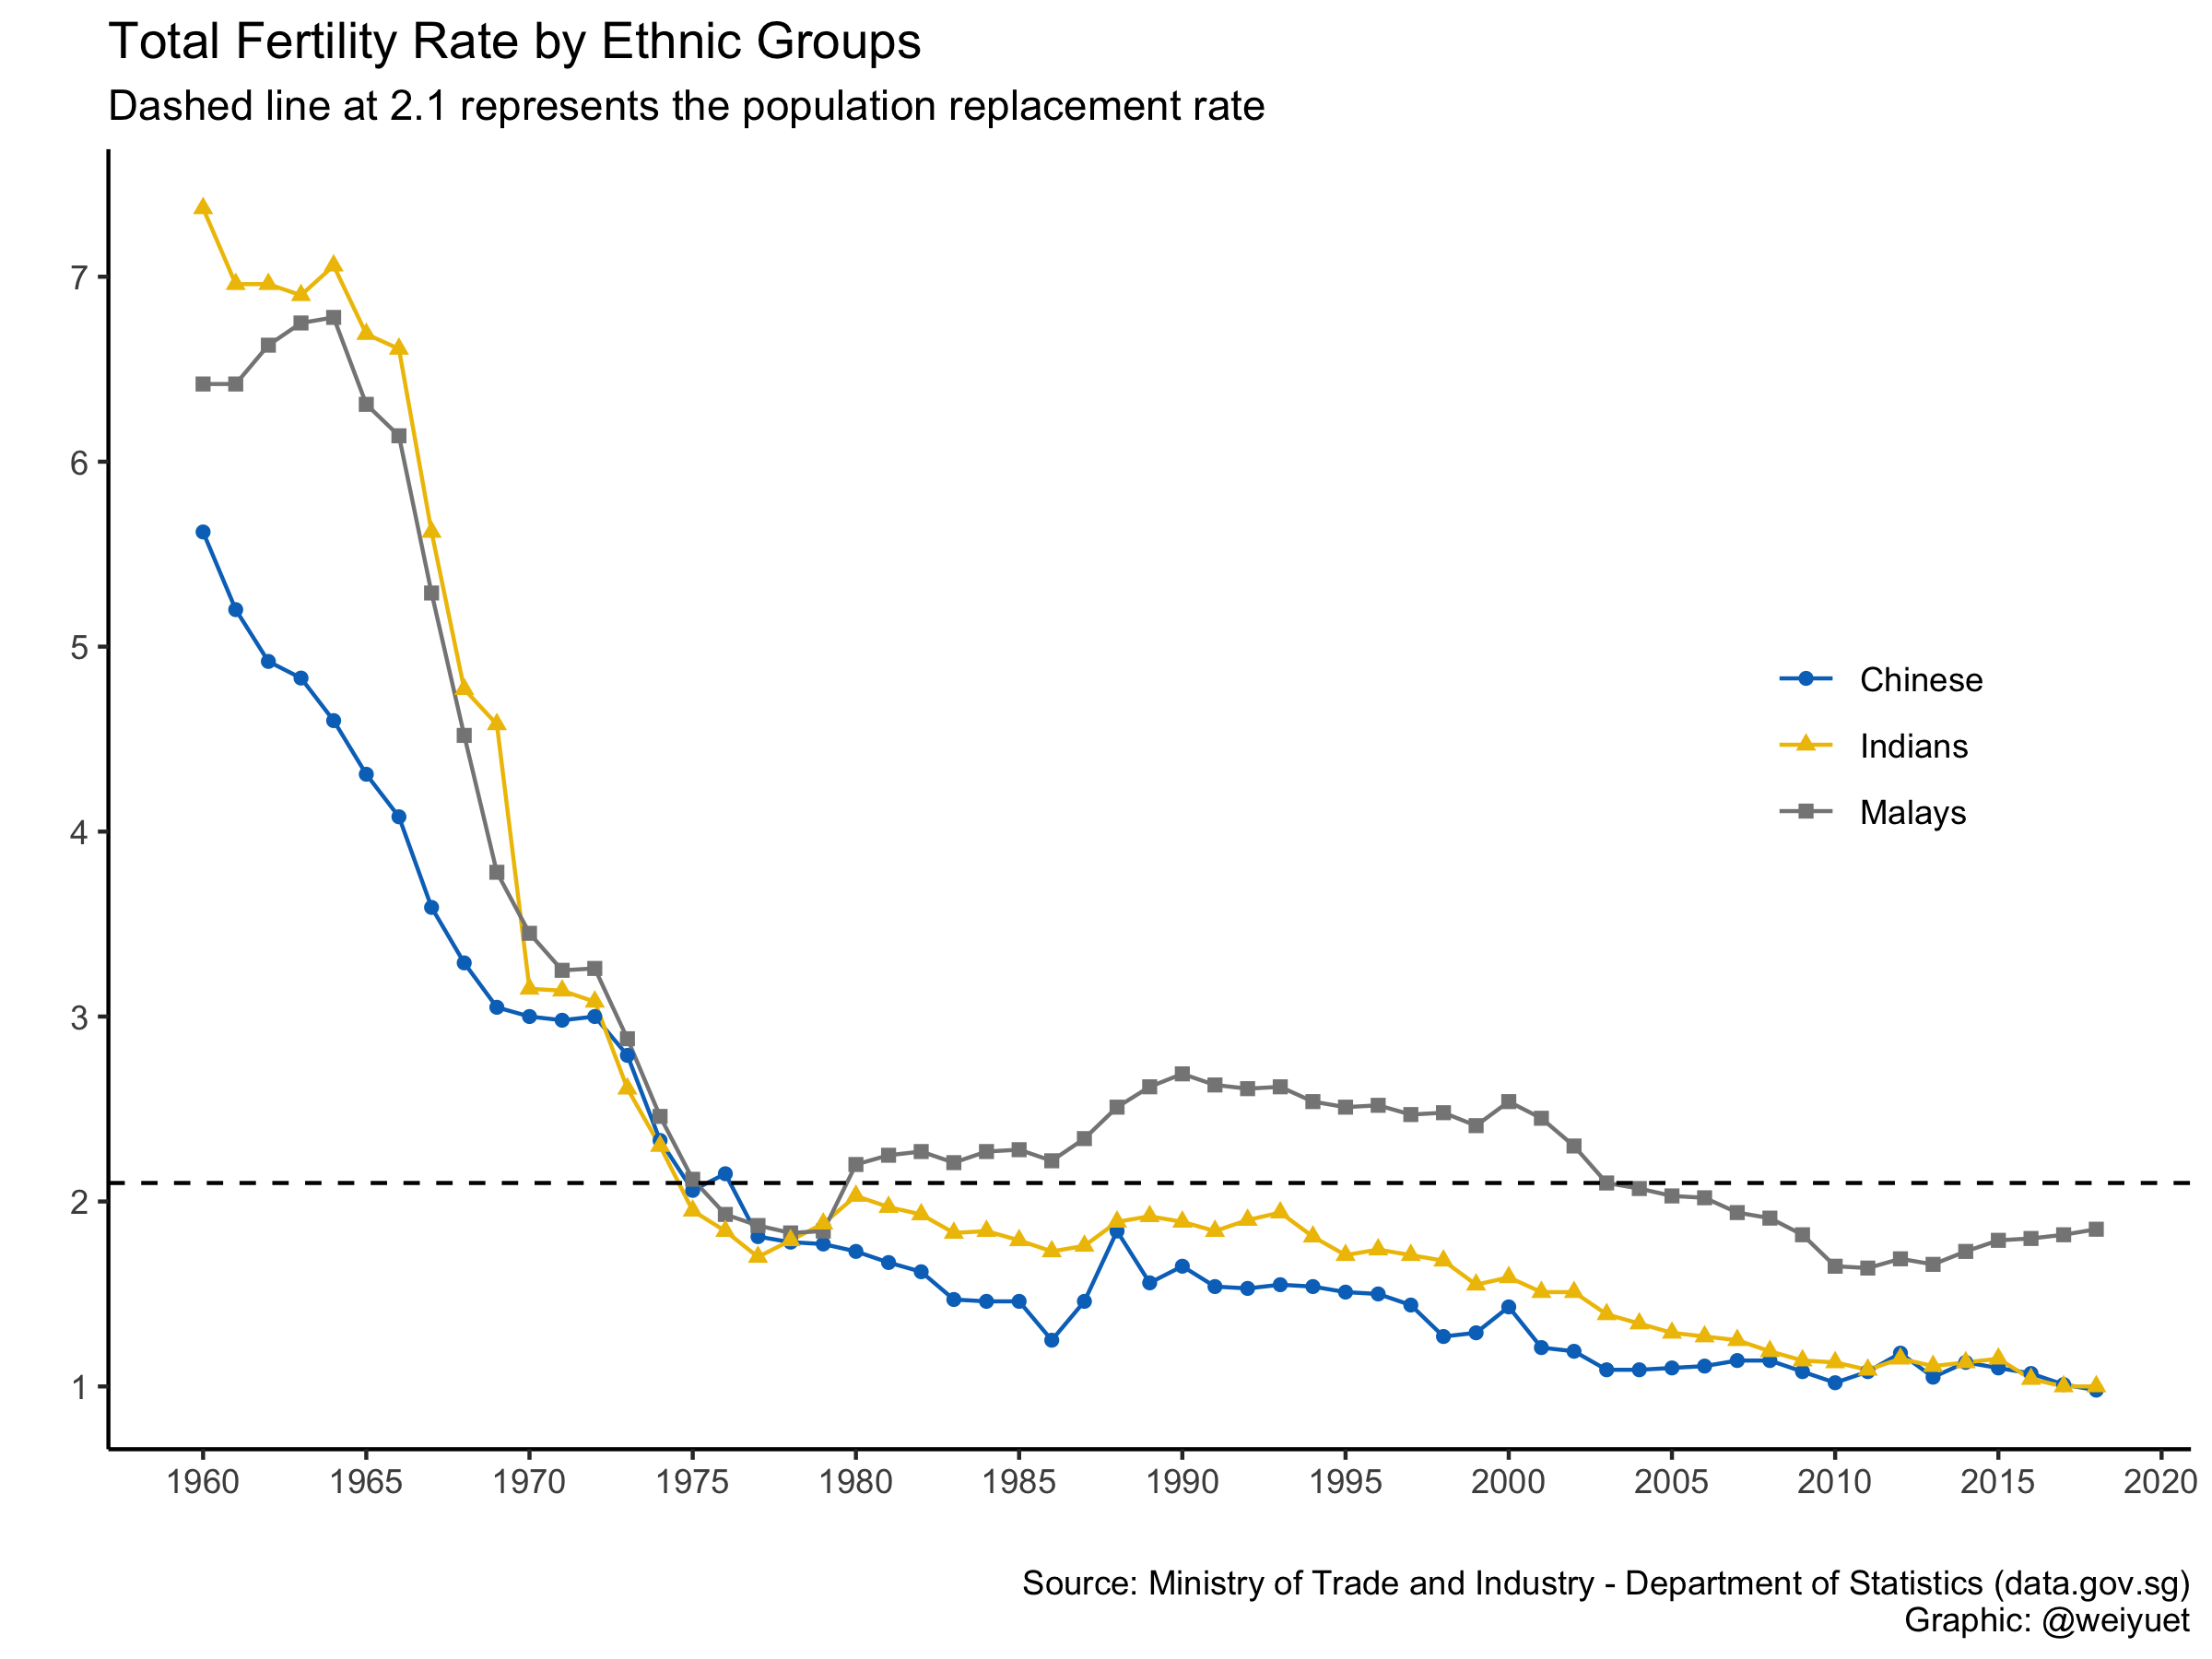 Total Fertility Rate by Ethnic Groups
Dashed line at 2.1 represents the population replacement rate
7
6
5
4
3
2
1
Chinese
Indians
Malays
1960 1965 1970 1975 1980 1985 1990 1995 2000 2005 2010 2015 2020
Source: Ministry of Trade and Industry - Department of Statistics (data.gov.sg)
Graphic: @weiyuet